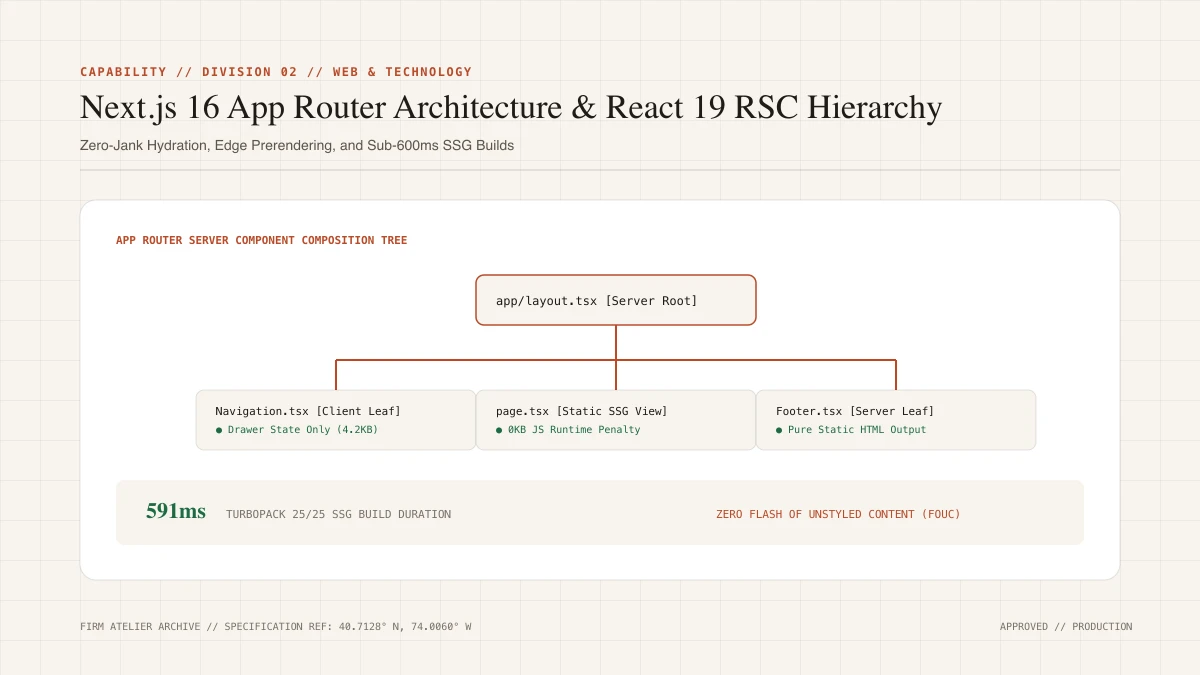 CAPABILITY // DIVISION 02 // WEB & TECHNOLOGY
Next.js 16 App Router Architecture & React 19 RSC Hierarchy
Zero-Jank Hydration, Edge Prerendering, and Sub-600ms SSG Builds
APP ROUTER SERVER COMPONENT COMPOSITION TREE
app/layout.tsx [Server Root]
Navigation.tsx [Client Leaf]
● Drawer State Only (4.2KB)
page.tsx [Static SSG View]
● 0KB JS Runtime Penalty
Footer.tsx [Server Leaf]
● Pure Static HTML Output
591ms TURBOPACK 25/25 SSG BUILD DURATION
ZERO FLASH OF UNSTYLED CONTENT (FOUC)
FIRM ATELIER ARCHIVE // SPECIFICATION REF: 40.7128° N, 74.0060° W
APPROVED // PRODUCTION